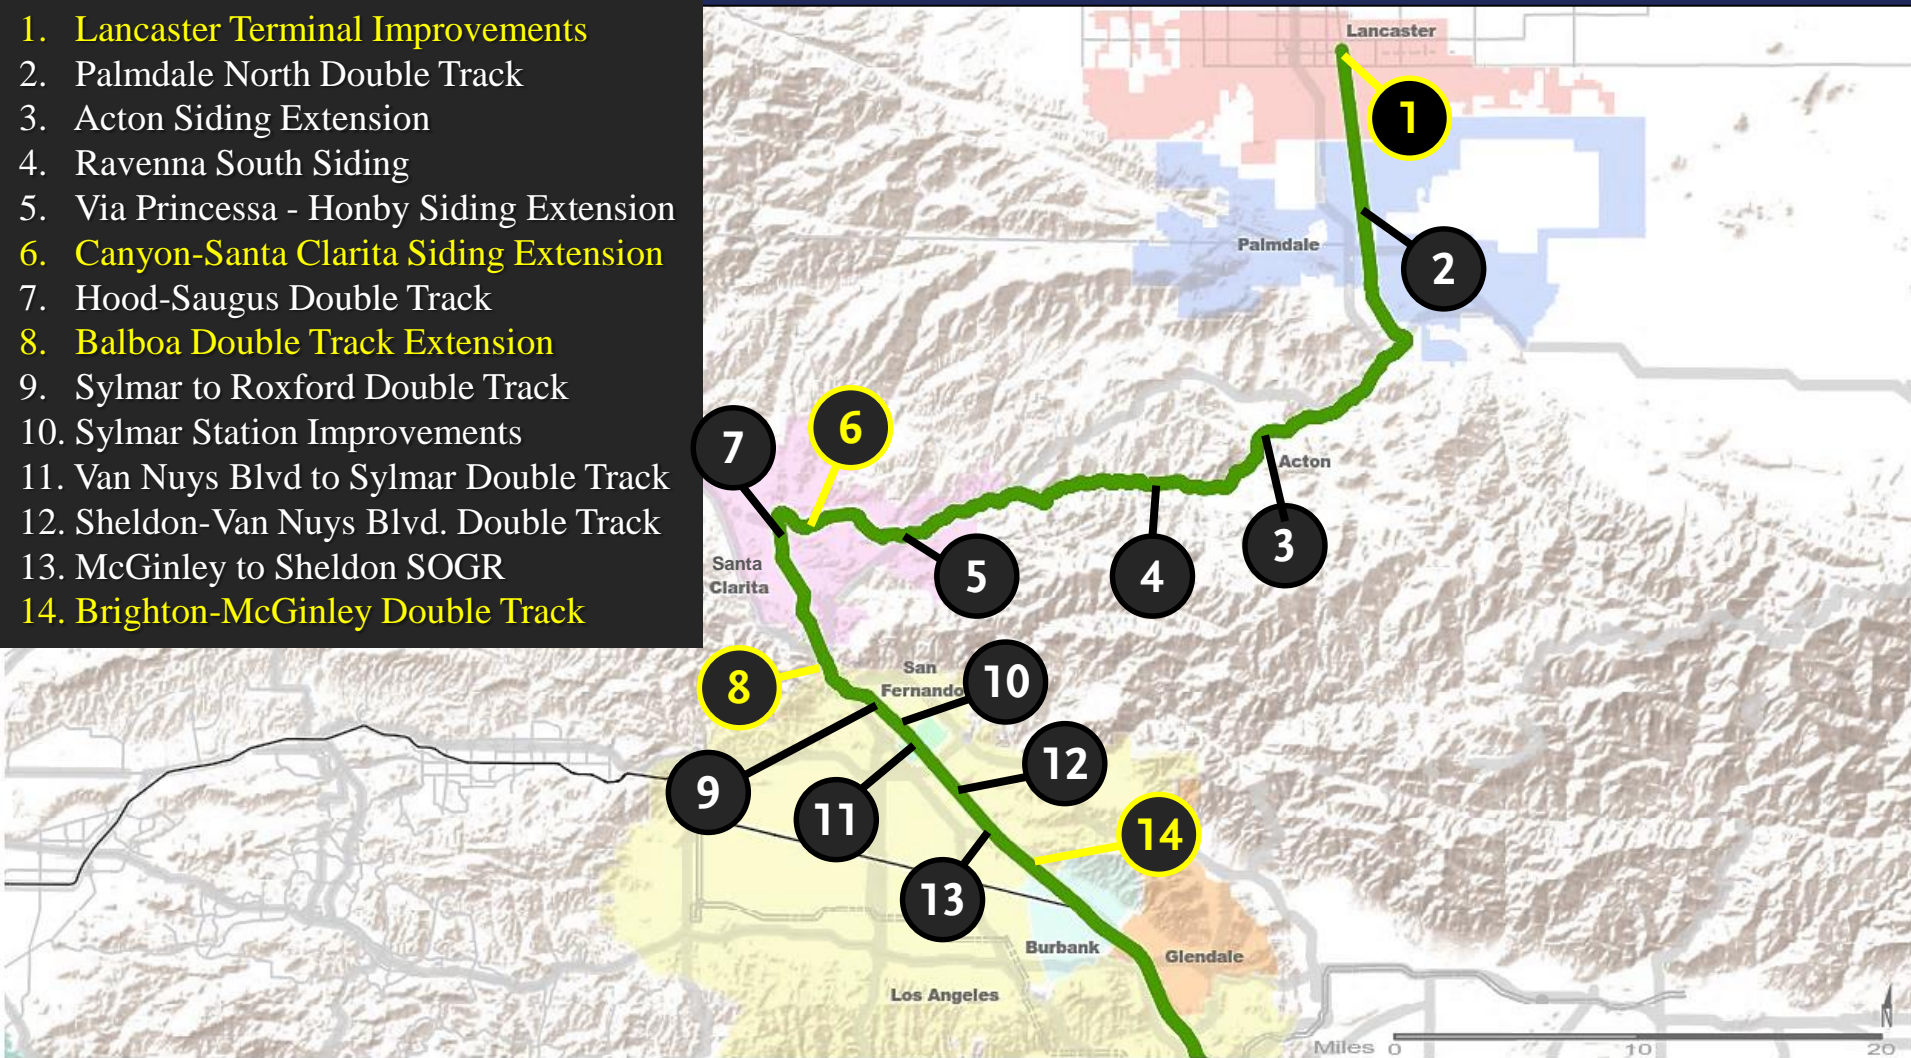 1. Lancaster Terminal Improvements
2. Palmdale North Double Track
3. Acton Siding Extension
4. Ravenna South Siding
5. Via Princessa - Honby Siding Extension
6. Canyon-Santa Clarita Siding Extension
7. Hood-Saugus Double Track
8. Balboa Double Track Extension
9. Sylmar to Roxford Double Track
10. Sylmar Station Improvements
11. Van Nuys Blvd to Sylmar Double Track
12. Sheldon-Van Nuys Blvd. Double Track
13. McGinley to Sheldon SOGR
14. Brighton-McGinley Double Track
Lancaster
1
Palmdale
2
6
7
Acton
3
Santa
Clarita
5
4
San
Fernando
10
8
12
9
11
14
13
Burbank
Glendale
Los Angeles
N
Miles 0 10 20